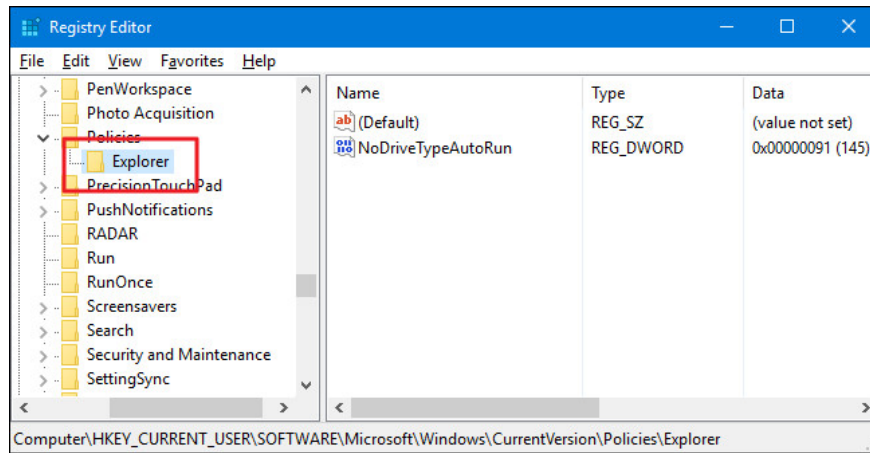 Registry Editor
File Edit View Favorites Help
PenWorkspace
Photo Acquisition
Policies
Explorer
PrecisionTouchPad
PushNotifications
RADAR
Run
RunOnce
Screensavers
Search
Security and Maintenance
SettingSync
Name Type Data
ab (Default) REG_SZ (value not set)
NoDriveTypeAutoRun REG_DWORD 0x00000091 (145)
Computer\HKEY_CURRENT_USER\SOFTWARE\Microsoft\Windows\CurrentVersion\Policies\Explorer